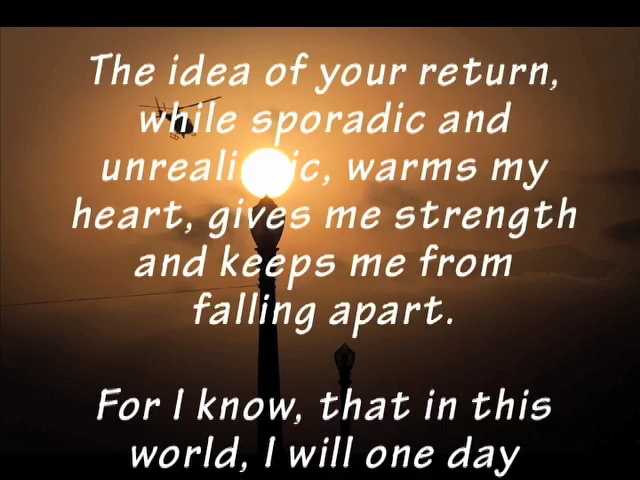 The idea of your return,
while sporadic and
unrealistic, warms my
heart, gives me strength
and keeps me from
falling apart.
For I know, that in this
world, I will one day